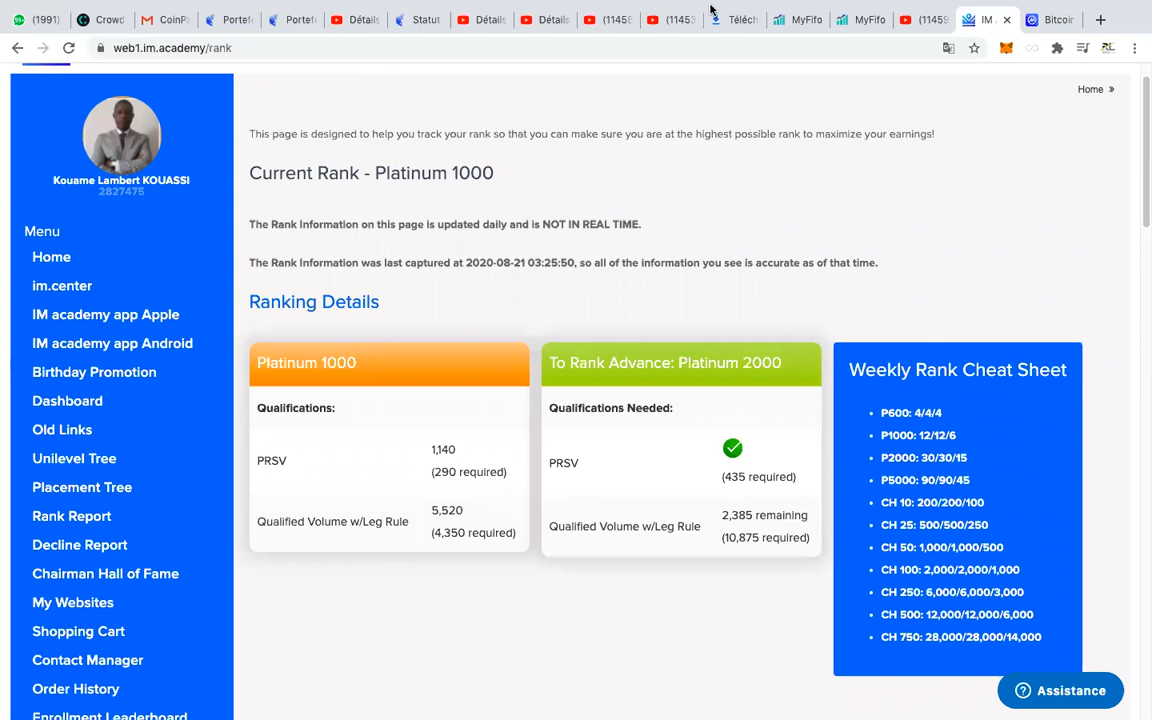 (1991)
Crowd
CoinPa
Portef
Portef
Détails
Statut
Détails
Détails
(11458
(11453
Téléch
MyFifo
MyFifo
(11459
IM
Bitcoir
web1.im.academy/rank
Home »
Kouame Lambert KOUASSI
2827475
Menu
Home
im.center
IM academy app Apple
IM academy app Android
Birthday Promotion
Dashboard
Old Links
Unilevel Tree
Placement Tree
Rank Report
Decline Report
Chairman Hall of Fame
My Websites
Shopping Cart
Contact Manager
Order History
Enrollment Leaderboard
This page is designed to help you track your rank so that you can make sure you are at the highest possible rank to maximize your earnings!
Current Rank - Platinum 1000
The Rank Information on this page is updated daily and is NOT IN REAL TIME.
The Rank Information was last captured at 2020-08-21 03:25:50, so all of the information you see is accurate as of that time.
Ranking Details
Platinum 1000
Qualifications:
PRSV
1,140
(290 required)
Qualified Volume w/Leg Rule
5,520
(4,350 required)
To Rank Advance: Platinum 2000
Qualifications Needed:
PRSV
(435 required)
Qualified Volume w/Leg Rule
2,385 remaining
(10,875 required)
Weekly Rank Cheat Sheet
P600: 4/4/4
P1000: 12/12/6
P2000: 30/30/15
P5000: 90/90/45
CH 10: 200/200/100
CH 25: 500/500/250
CH 50: 1,000/1,000/500
CH 100: 2,000/2,000/1,000
CH 250: 6,000/6,000/3,000
CH 500: 12,000/12,000/6,000
CH 750: 28,000/28,000/14,000
Assistance